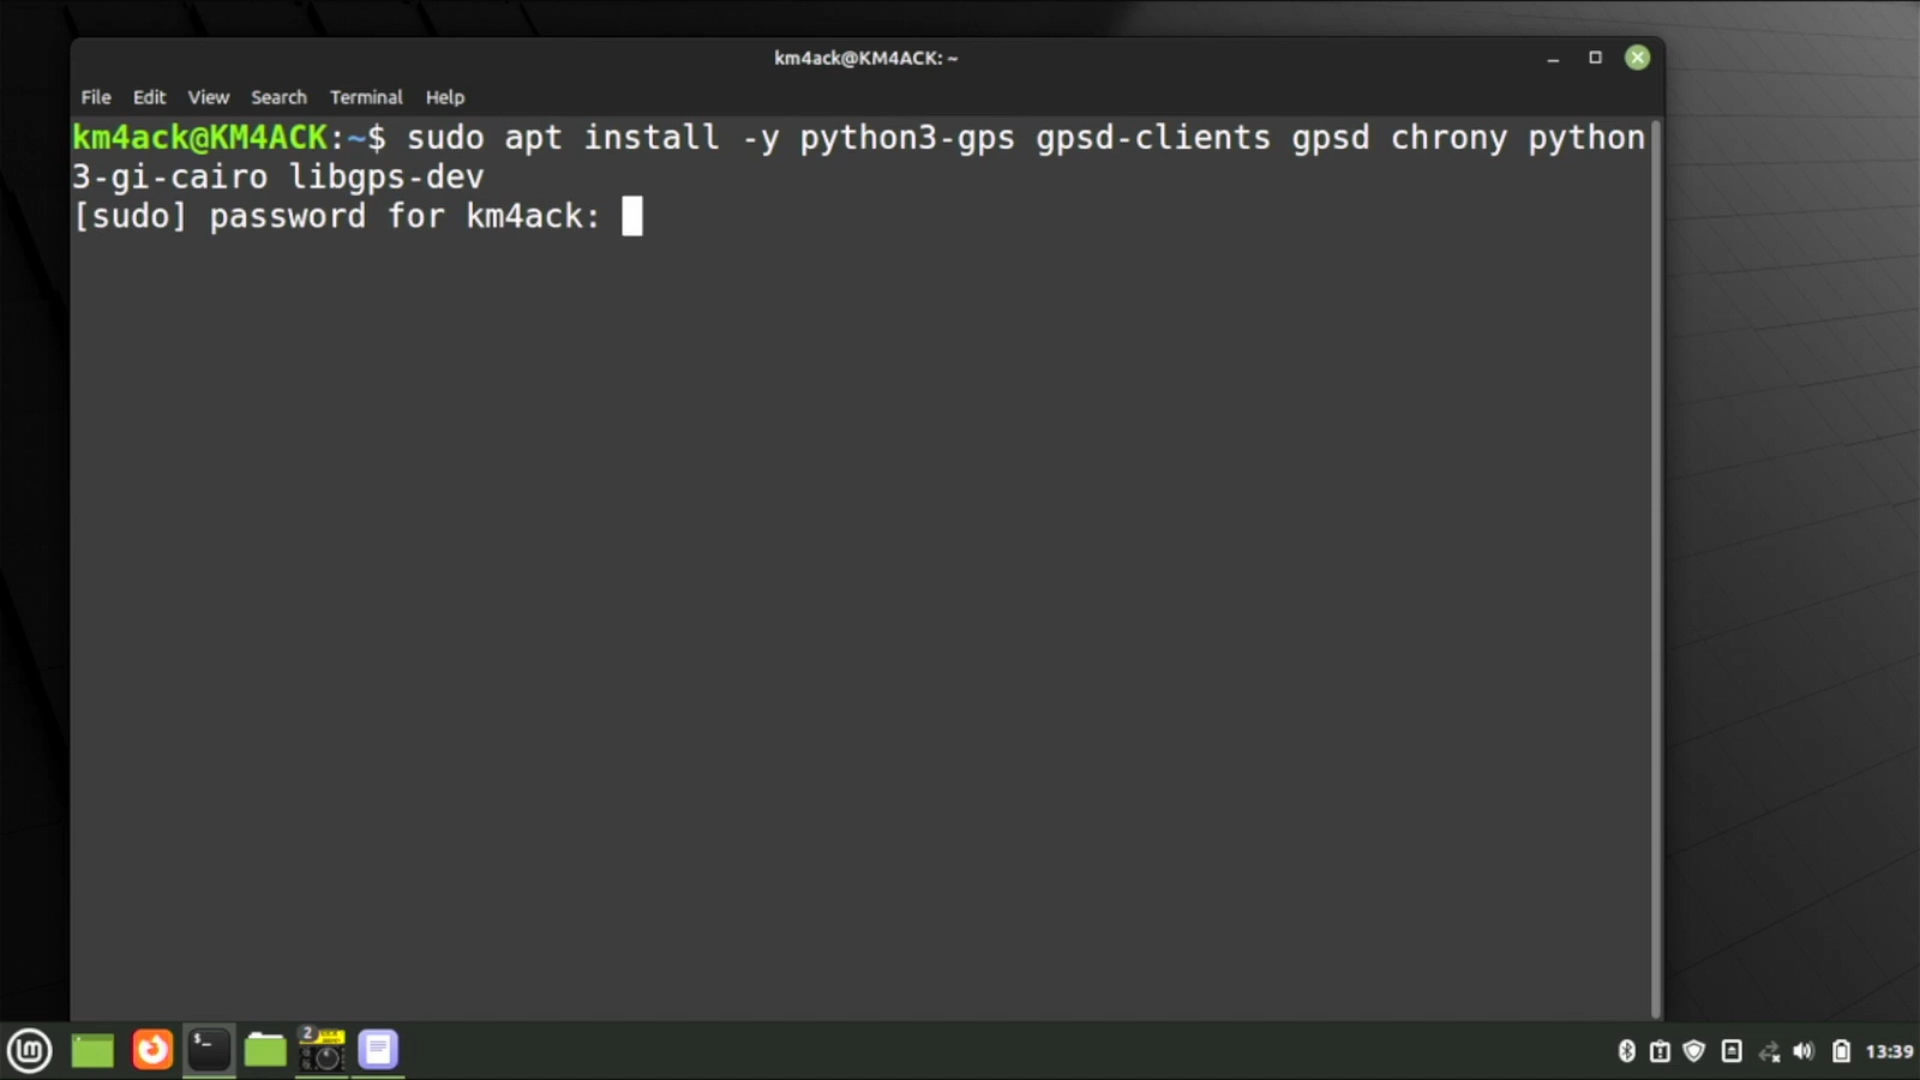 km4ack@KM4ACK: ~
File Edit View Search Terminal Help
km4ack@KM4ACK:~$ sudo apt install -y python3-gps gpsd-clients gpsd chrony python
3-gi-cairo libgps-dev
[sudo] password for km4ack:
$_
2
13:39